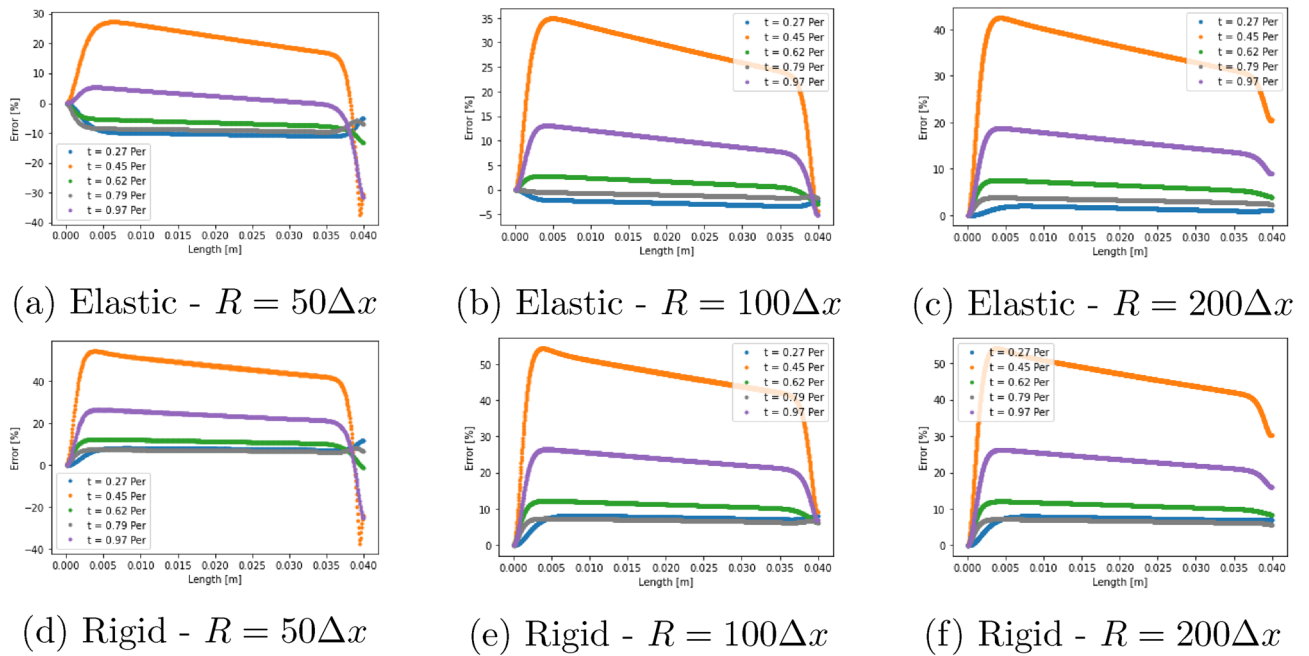 30
20
10
0
−10
−20
−30
−40
Error [%]
t = 0.27 Per
t = 0.45 Per
t = 0.62 Per
t = 0.79 Per
t = 0.97 Per
0.000 0.005 0.010 0.015 0.020 0.025 0.030 0.035 0.040
Length [m]
(a) Elastic - R = 50Δx
35
30
25
20
15
10
5
0
−5
Error [%]
t = 0.27 Per
t = 0.45 Per
t = 0.62 Per
t = 0.79 Per
t = 0.97 Per
0.000 0.005 0.010 0.015 0.020 0.025 0.030 0.035 0.040
Length [m]
(b) Elastic - R = 100Δx
40
30
20
10
0
Error [%]
t = 0.27 Per
t = 0.45 Per
t = 0.62 Per
t = 0.79 Per
t = 0.97 Per
0.000 0.005 0.010 0.015 0.020 0.025 0.030 0.035 0.040
Length [m]
(c) Elastic - R = 200Δx
40
20
0
−20
−40
Error [%]
t = 0.27 Per
t = 0.45 Per
t = 0.62 Per
t = 0.79 Per
t = 0.97 Per
0.000 0.005 0.010 0.015 0.020 0.025 0.030 0.035 0.040
Length [m]
(d) Rigid - R = 50Δx
50
40
30
20
10
0
Error [%]
t = 0.27 Per
t = 0.45 Per
t = 0.62 Per
t = 0.79 Per
t = 0.97 Per
0.000 0.005 0.010 0.015 0.020 0.025 0.030 0.035 0.040
Length [m]
(e) Rigid - R = 100Δx
50
40
30
20
10
0
Error [%]
t = 0.27 Per
t = 0.45 Per
t = 0.62 Per
t = 0.79 Per
t = 0.97 Per
0.000 0.005 0.010 0.015 0.020 0.025 0.030 0.035 0.040
Length [m]
(f) Rigid - R = 200Δx